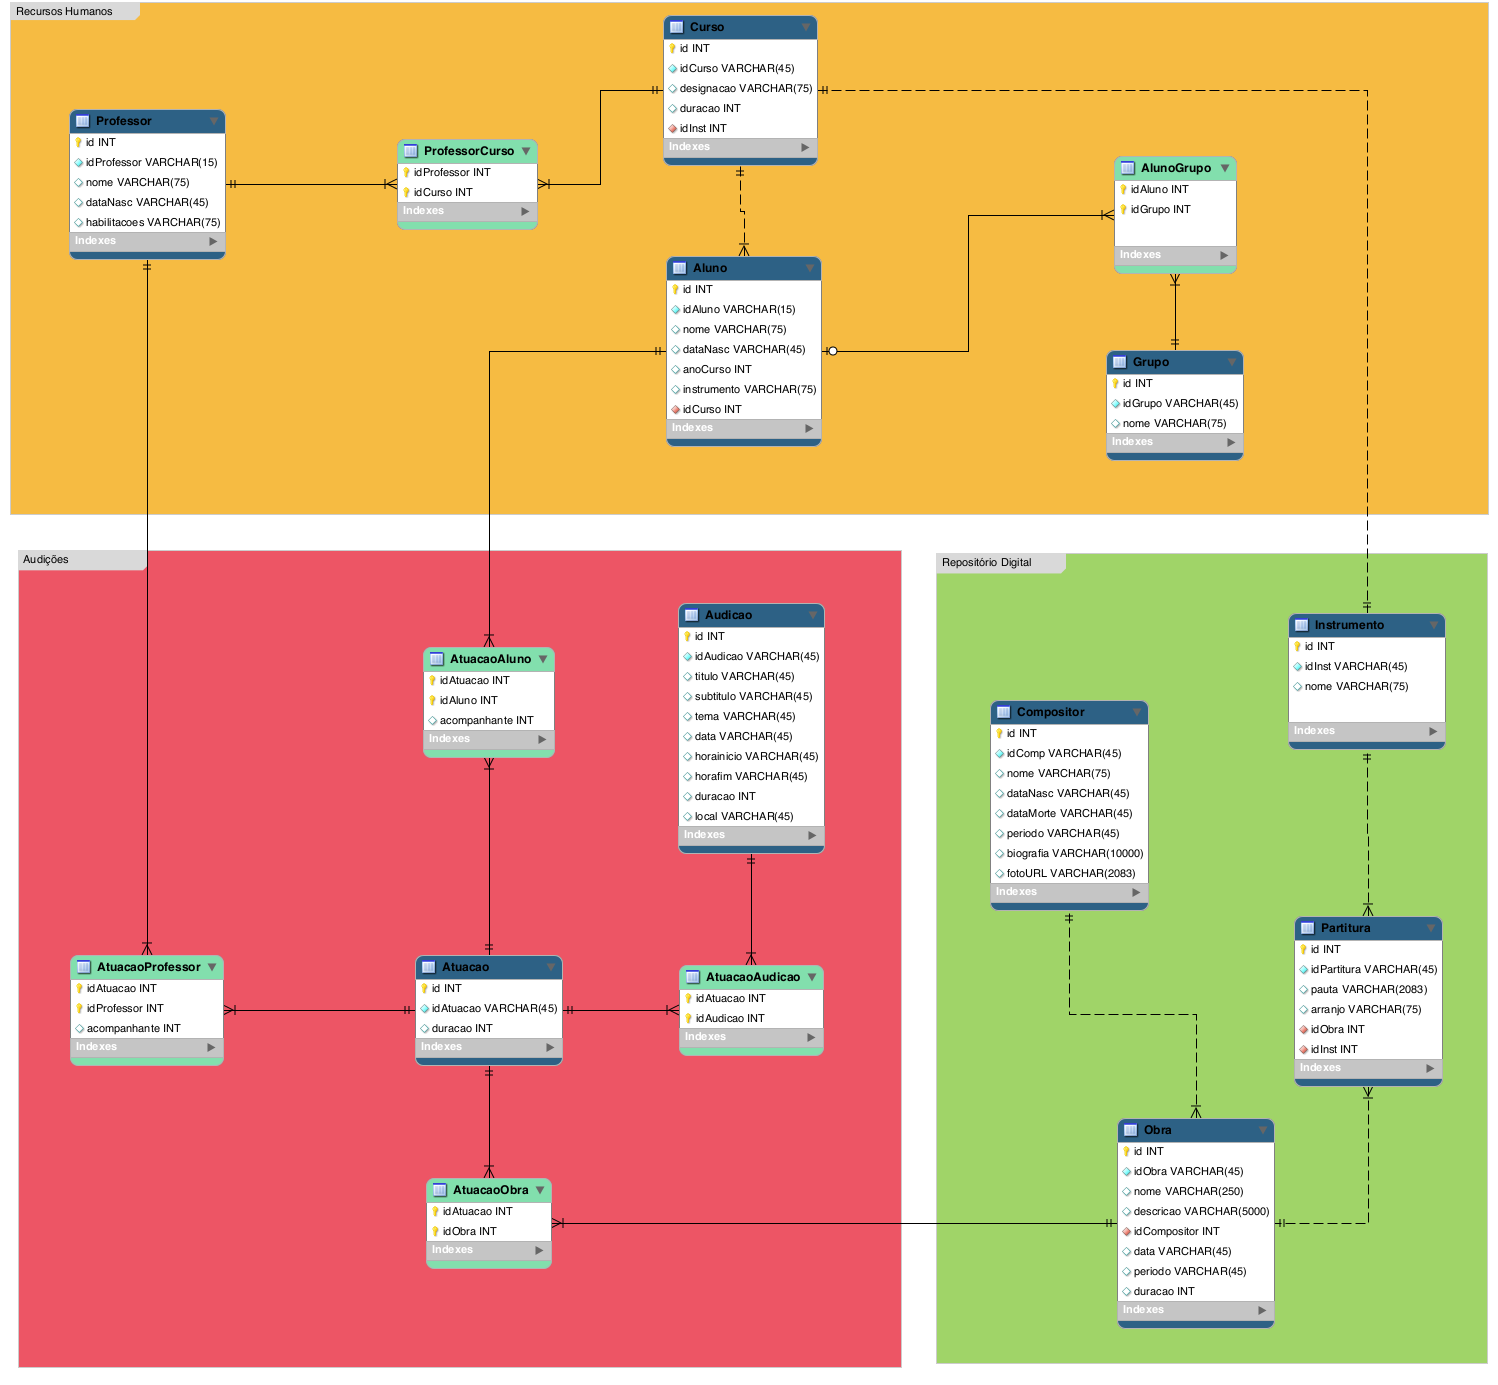 Recursos Humanos
Curso
id INT
idCurso VARCHAR(45)
designacao VARCHAR(75)
duracao INT
idInst INT
Indexes
Professor
id INT
idProfessor VARCHAR(15)
nome VARCHAR(75)
dataNasc VARCHAR(45)
habilitacoes VARCHAR(75)
Indexes
ProfessorCurso
idProfessor INT
idCurso INT
Indexes
AlunoGrupo
idAluno INT
idGrupo INT
Indexes
Aluno
id INT
idAluno VARCHAR(15)
nome VARCHAR(75)
dataNasc VARCHAR(45)
anoCurso INT
instrumento VARCHAR(75)
idCurso INT
Indexes
Grupo
id INT
idGrupo VARCHAR(45)
nome VARCHAR(75)
Indexes
Audições
AtuacaoAluno
idAtuacao INT
idAluno INT
acompanhante INT
Indexes
Audicao
id INT
idAudicao VARCHAR(45)
titulo VARCHAR(45)
subtitulo VARCHAR(45)
tema VARCHAR(45)
data VARCHAR(45)
horainicio VARCHAR(45)
horafim VARCHAR(45)
duracao INT
local VARCHAR(45)
Indexes
AtuacaoProfessor
idAtuacao INT
idProfessor INT
acompanhante INT
Indexes
Atuacao
id INT
idAtuacao VARCHAR(45)
duracao INT
Indexes
AtuacaoAudicao
idAtuacao INT
idAudicao INT
Indexes
AtuacaoObra
idAtuacao INT
idObra INT
Indexes
Repositório Digital
Instrumento
id INT
idInst VARCHAR(45)
nome VARCHAR(75)
Indexes
Compositor
id INT
idComp VARCHAR(45)
nome VARCHAR(75)
dataNasc VARCHAR(45)
dataMorte VARCHAR(45)
periodo VARCHAR(45)
biografia VARCHAR(10000)
fotoURL VARCHAR(2083)
Indexes
Partitura
id INT
idPartitura VARCHAR(45)
pauta VARCHAR(2083)
arranjo VARCHAR(75)
idObra INT
idInst INT
Indexes
Obra
id INT
idObra VARCHAR(45)
nome VARCHAR(250)
descricao VARCHAR(5000)
idCompositor INT
data VARCHAR(45)
periodo VARCHAR(45)
duracao INT
Indexes